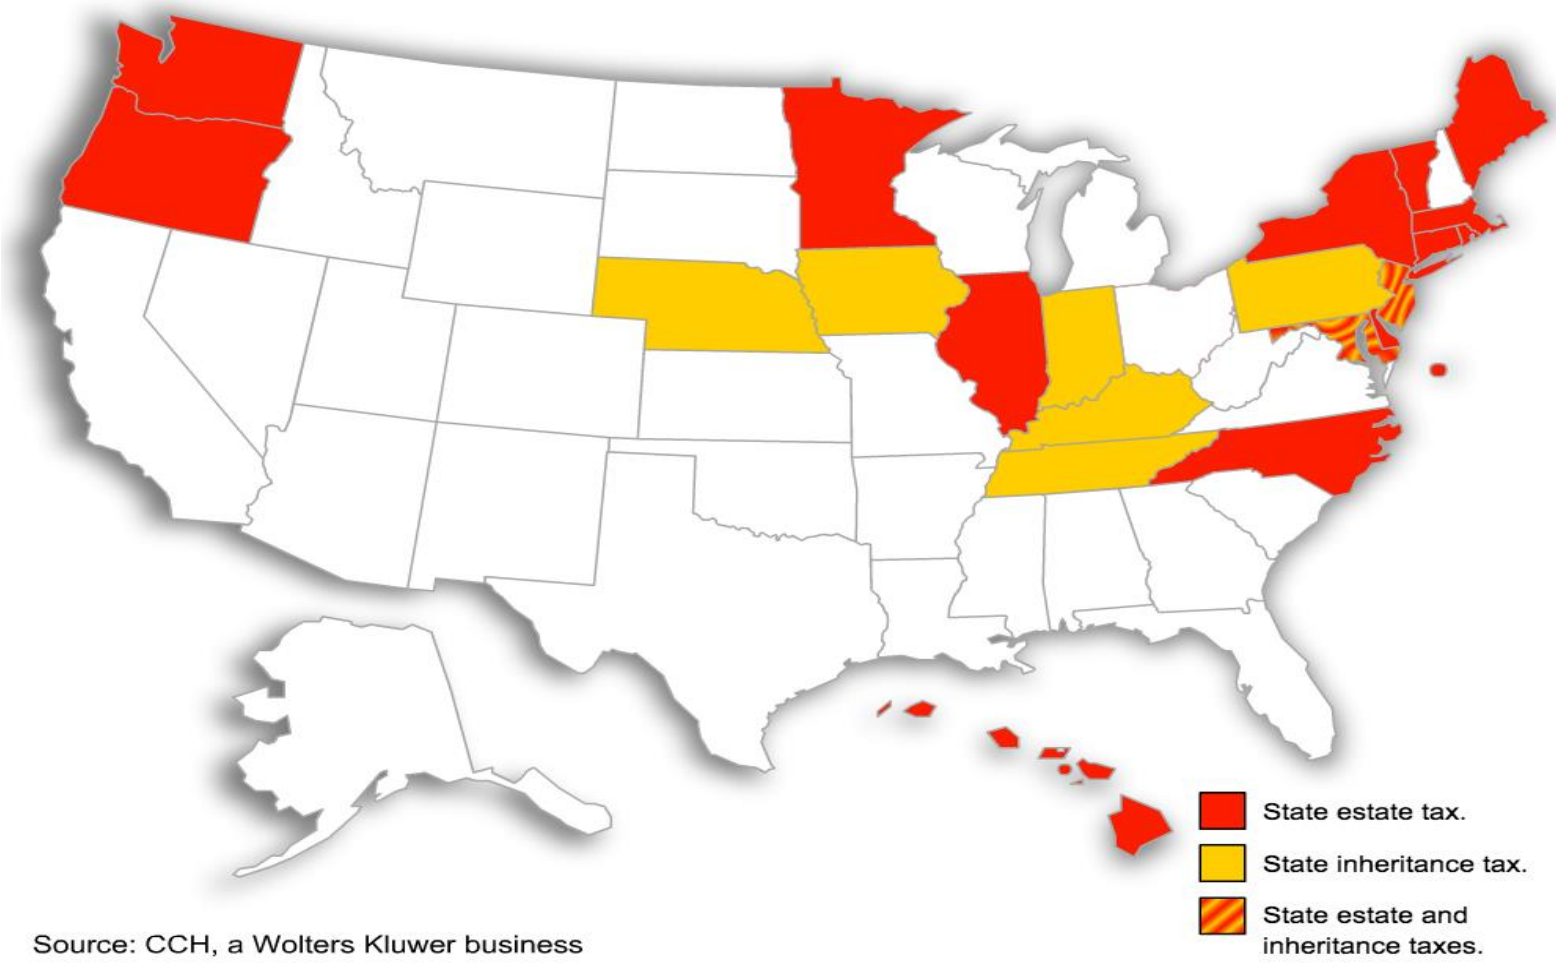 State estate tax.
State inheritance tax.
State estate and
inheritance taxes.
Source: CCH, a Wolters Kluwer business